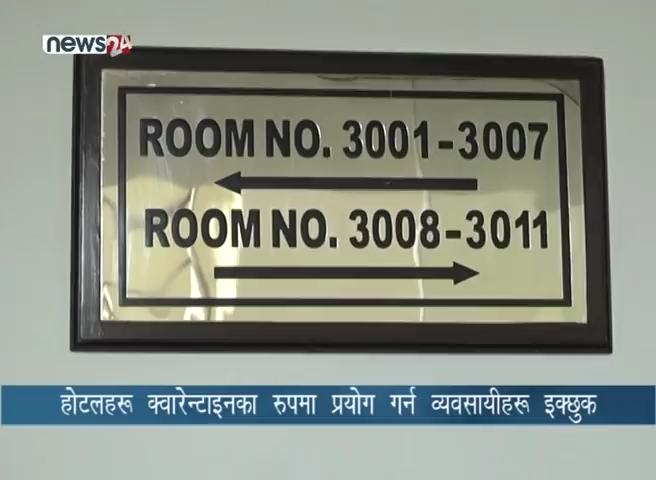 news24
ROOM NO. 3001-3007
ROOM NO. 3008-3011
होटलहरू क्वारेन्टाइनका रुपमा प्रयोग गर्न व्यवसायीहरू इक्छुक